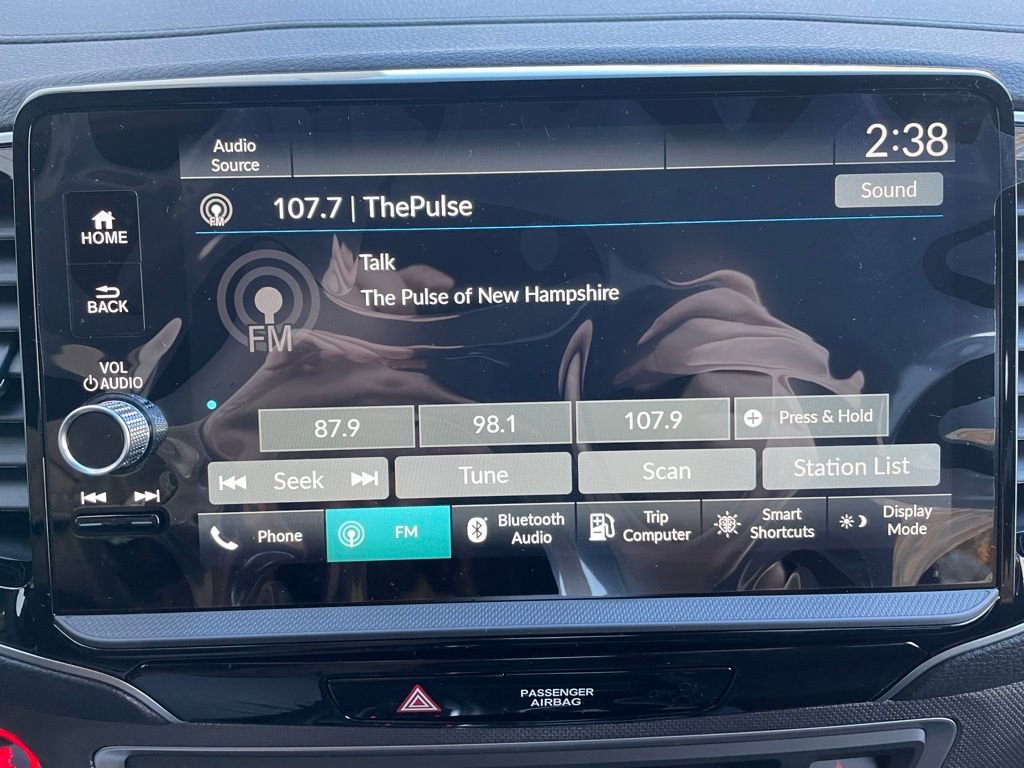 Audio
Source
2:38
FM
107.7 | ThePulse
Sound
HOME
BACK
Talk
The Pulse of New Hampshire
FM
VOL
AUDIO
87.9
98.1
107.9
Press & Hold
Seek
Tune
Scan
Station List
Phone
FM
Bluetooth
Audio
Trip
Computer
Smart
Shortcuts
Display
Mode
PASSENGER
AIRBAG
OFF